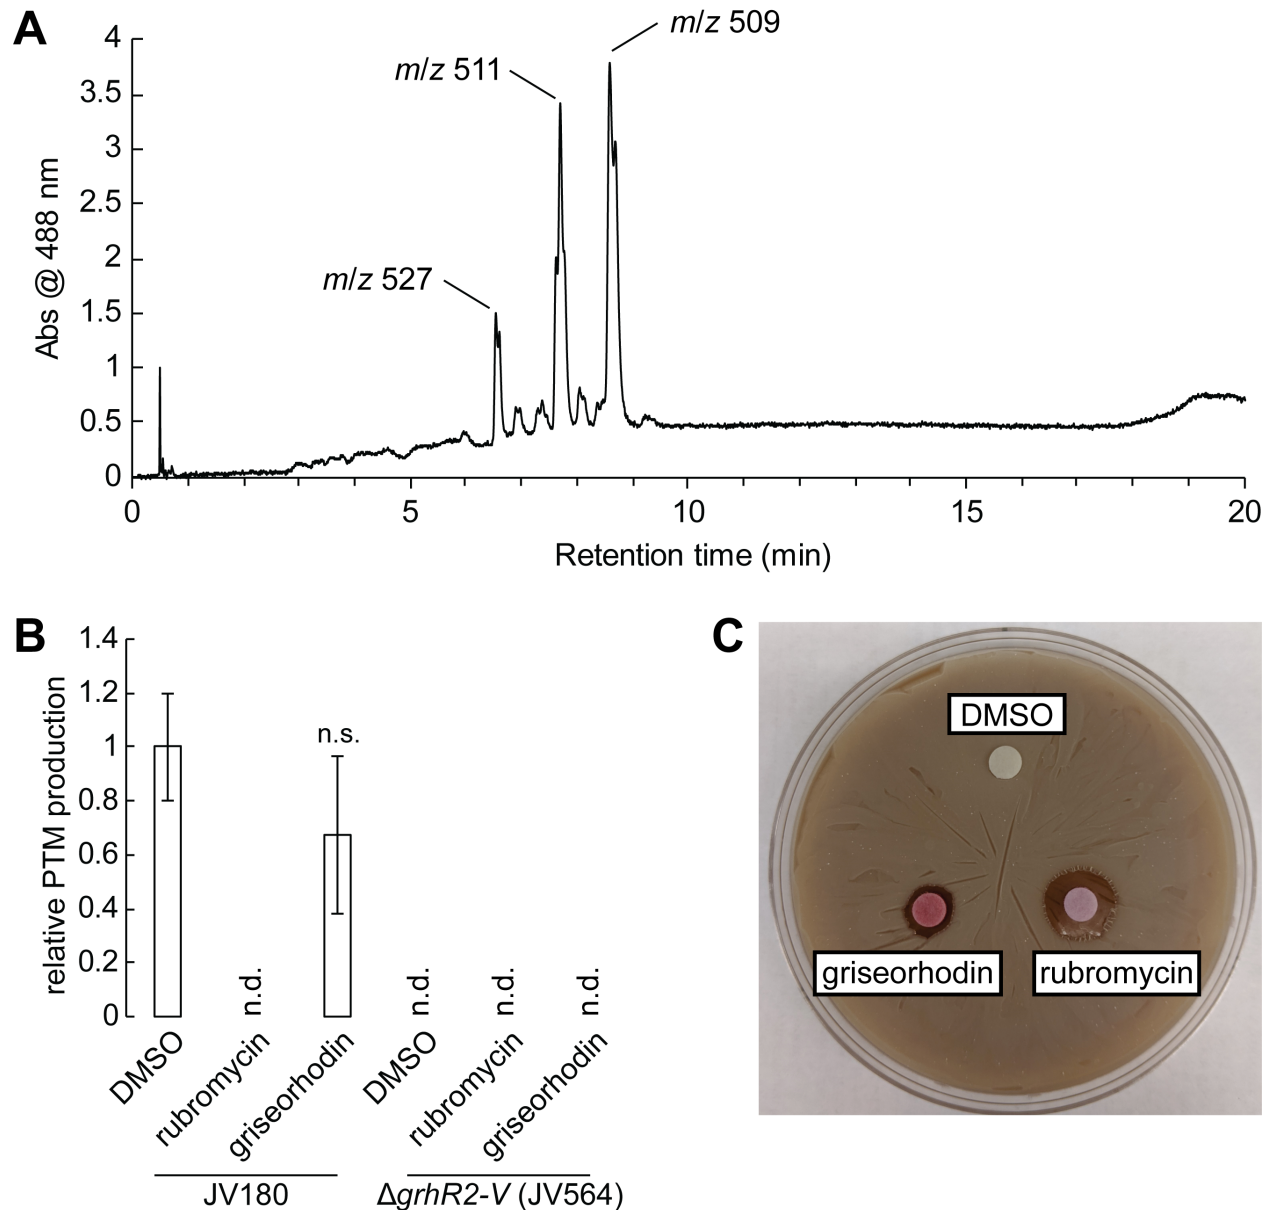 A
Abs @ 488 nm
4
3.5
3
2.5
2
1.5
1
0.5
0
m/z 509
m/z 511
m/z 527
0 5 10 15 20
Retention time (min)
B
relative PTM production
1.4
1.2
1
0.8
0.6
0.4
0.2
0
n.d.
n.s.
n.d.
n.d.
n.d.
DMSO
rubromycin
griseorhodin
DMSO
rubromycin
griseorhodin
JV180
ΔgrhR2-V (JV564)
C
DMSO
griseorhodin
rubromycin